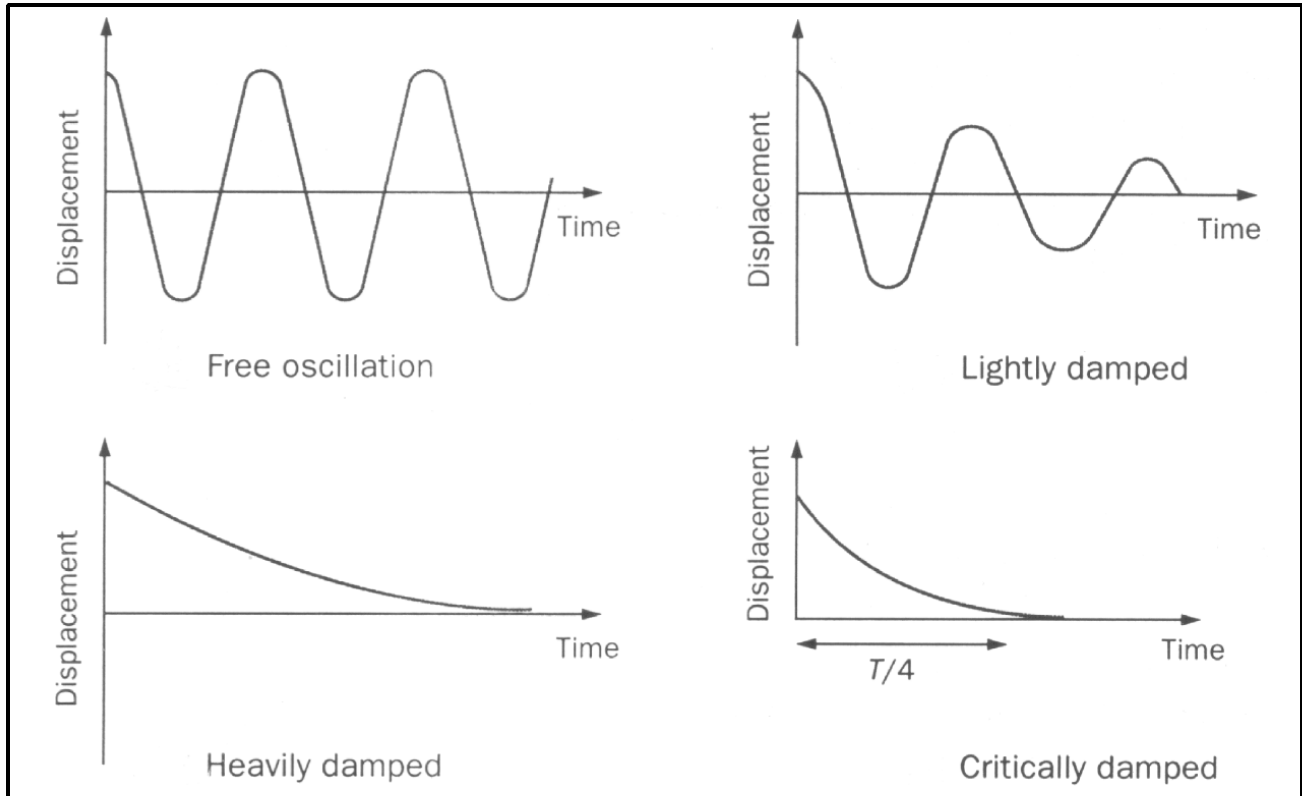 Displacement
Time
Free oscillation
Displacement
Time
Lightly damped
Displacement
Time
Heavily damped
Displacement
T/4
Time
Critically damped